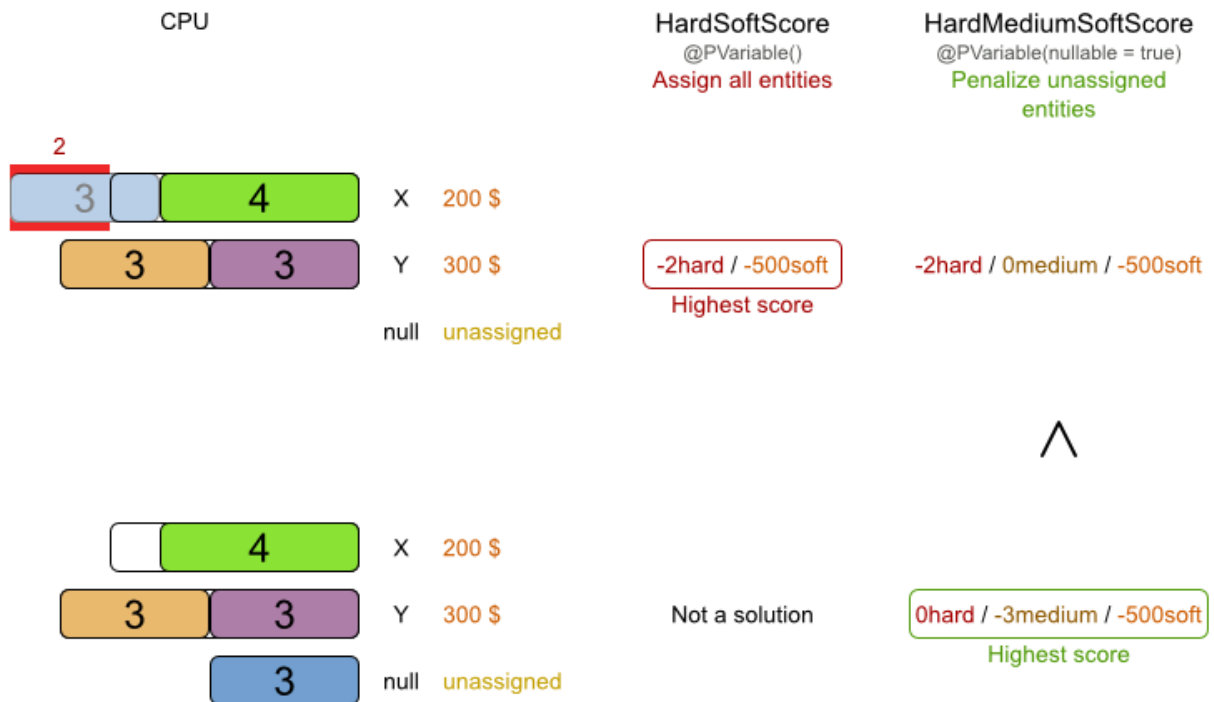 CPU
HardSoftScore
@PVariable()
Assign all entities
HardMediumSoftScore
@PVariable(nullable = true)
Penalize unassigned
entities
2
3 4 X 200 $
3 3 Y 300 $ -2hard / -500soft -2hard / 0medium / -500soft
Highest score
null unassigned
4 X 200 $
3 3 Y 300 $ Not a solution 0hard / -3medium / -500soft
Highest score
3 null unassigned